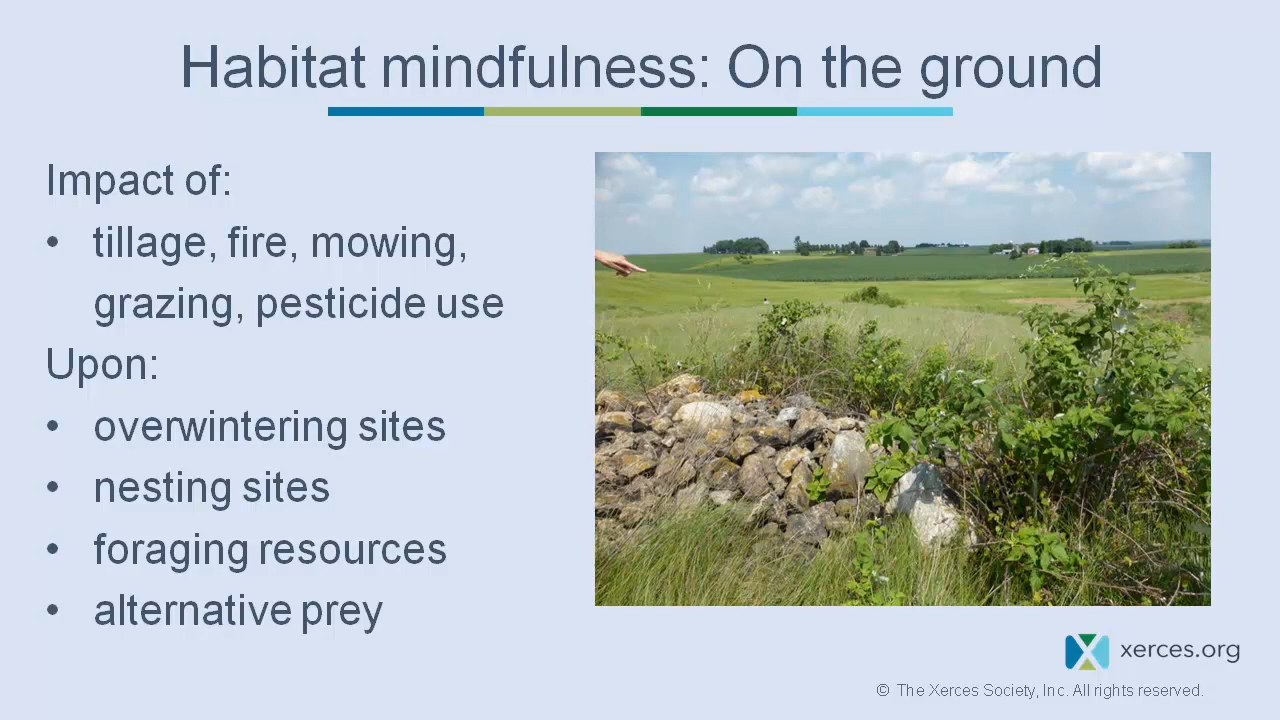 Habitat mindfulness: On the ground
Impact of:
• tillage, fire, mowing,
grazing, pesticide use
Upon:
• overwintering sites
• nesting sites
• foraging resources
• alternative prey
xerces.org
© The Xerces Society, Inc. All rights reserved.